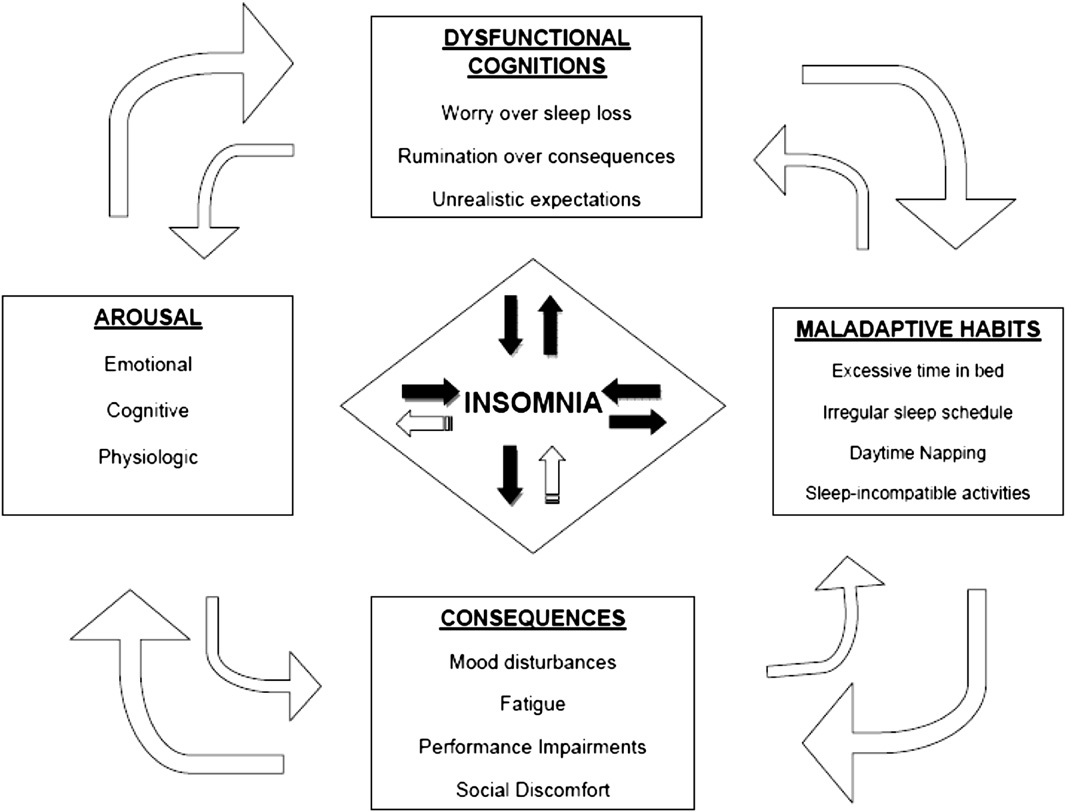 DYSFUNCTIONAL
COGNITIONS
Worry over sleep loss
Rumination over consequences
Unrealistic expectations
AROUSAL
Emotional
Cognitive
Physiologic
INSOMNIA
MALADAPTIVE HABITS
Excessive time in bed
Irregular sleep schedule
Daytime Napping
Sleep-incompatible activities
CONSEQUENCES
Mood disturbances
Fatigue
Performance Impairments
Social Discomfort